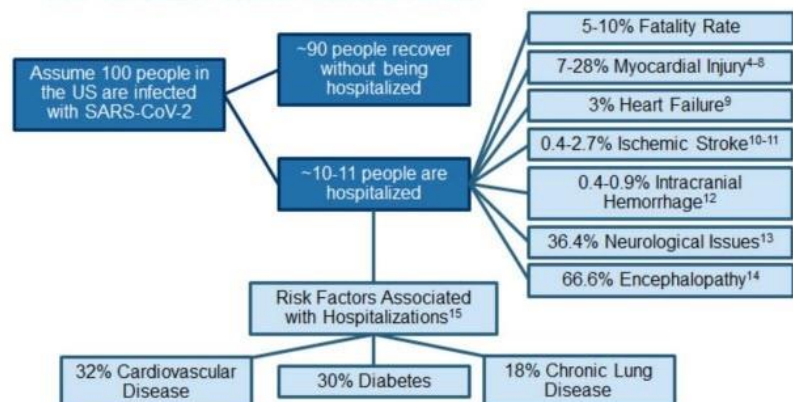 Assume 100 people in
the US are infected
with SARS-CoV-2
~90 people recover
without being
hospitalized
~10-11 people are
hospitalized
5-10% Fatality Rate
7-28% Myocardial Injury⁴⁻⁸
3% Heart Failure⁹
0.4-2.7% Ischemic Stroke¹⁰⁻¹¹
0.4-0.9% Intracranial
Hemorrhage¹²
36.4% Neurological Issues¹³
66.6% Encephalopathy¹⁴
Risk Factors Associated
with Hospitalizations¹⁵
32% Cardiovascular
Disease
30% Diabetes
18% Chronic Lung
Disease